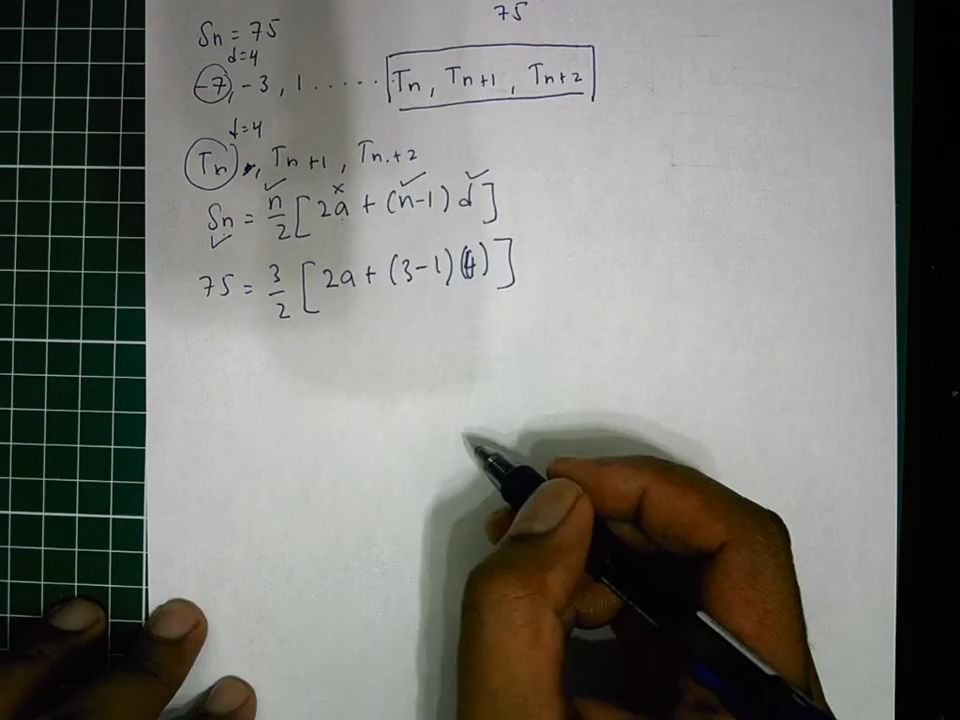 75
Sn = 75
d=4
-7, -3, 1 ..... Tn, Tn+1, Tn+2
d=4
Tn, Tn+1, Tn+2
✓ x ✓ ✓
Sn = n/2 [2a + (n-1) d]
✓
75 = 3/2 [2a + (3-1)(4)]